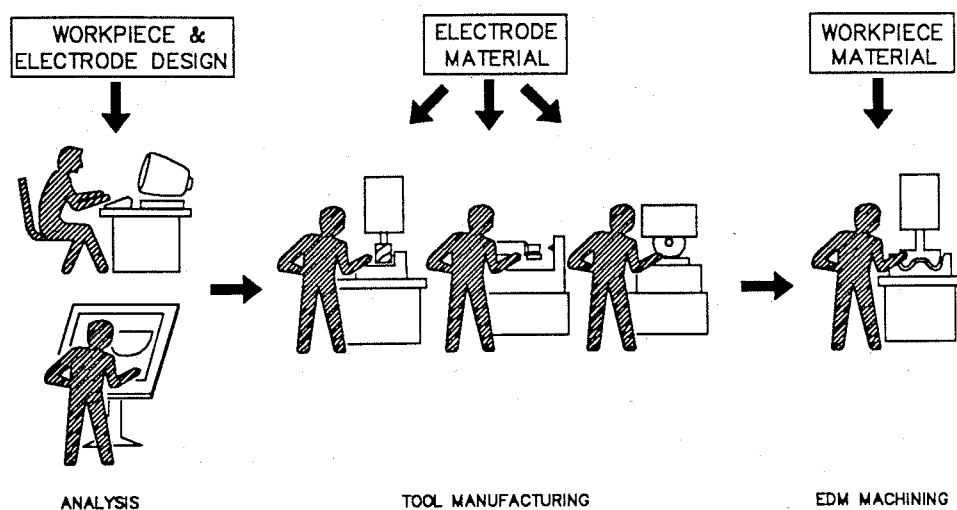 WORKPIECE &
ELECTRODE DESIGN
ELECTRODE
MATERIAL
WORKPIECE
MATERIAL
ANALYSIS
TOOL MANUFACTURING
EDM MACHINING